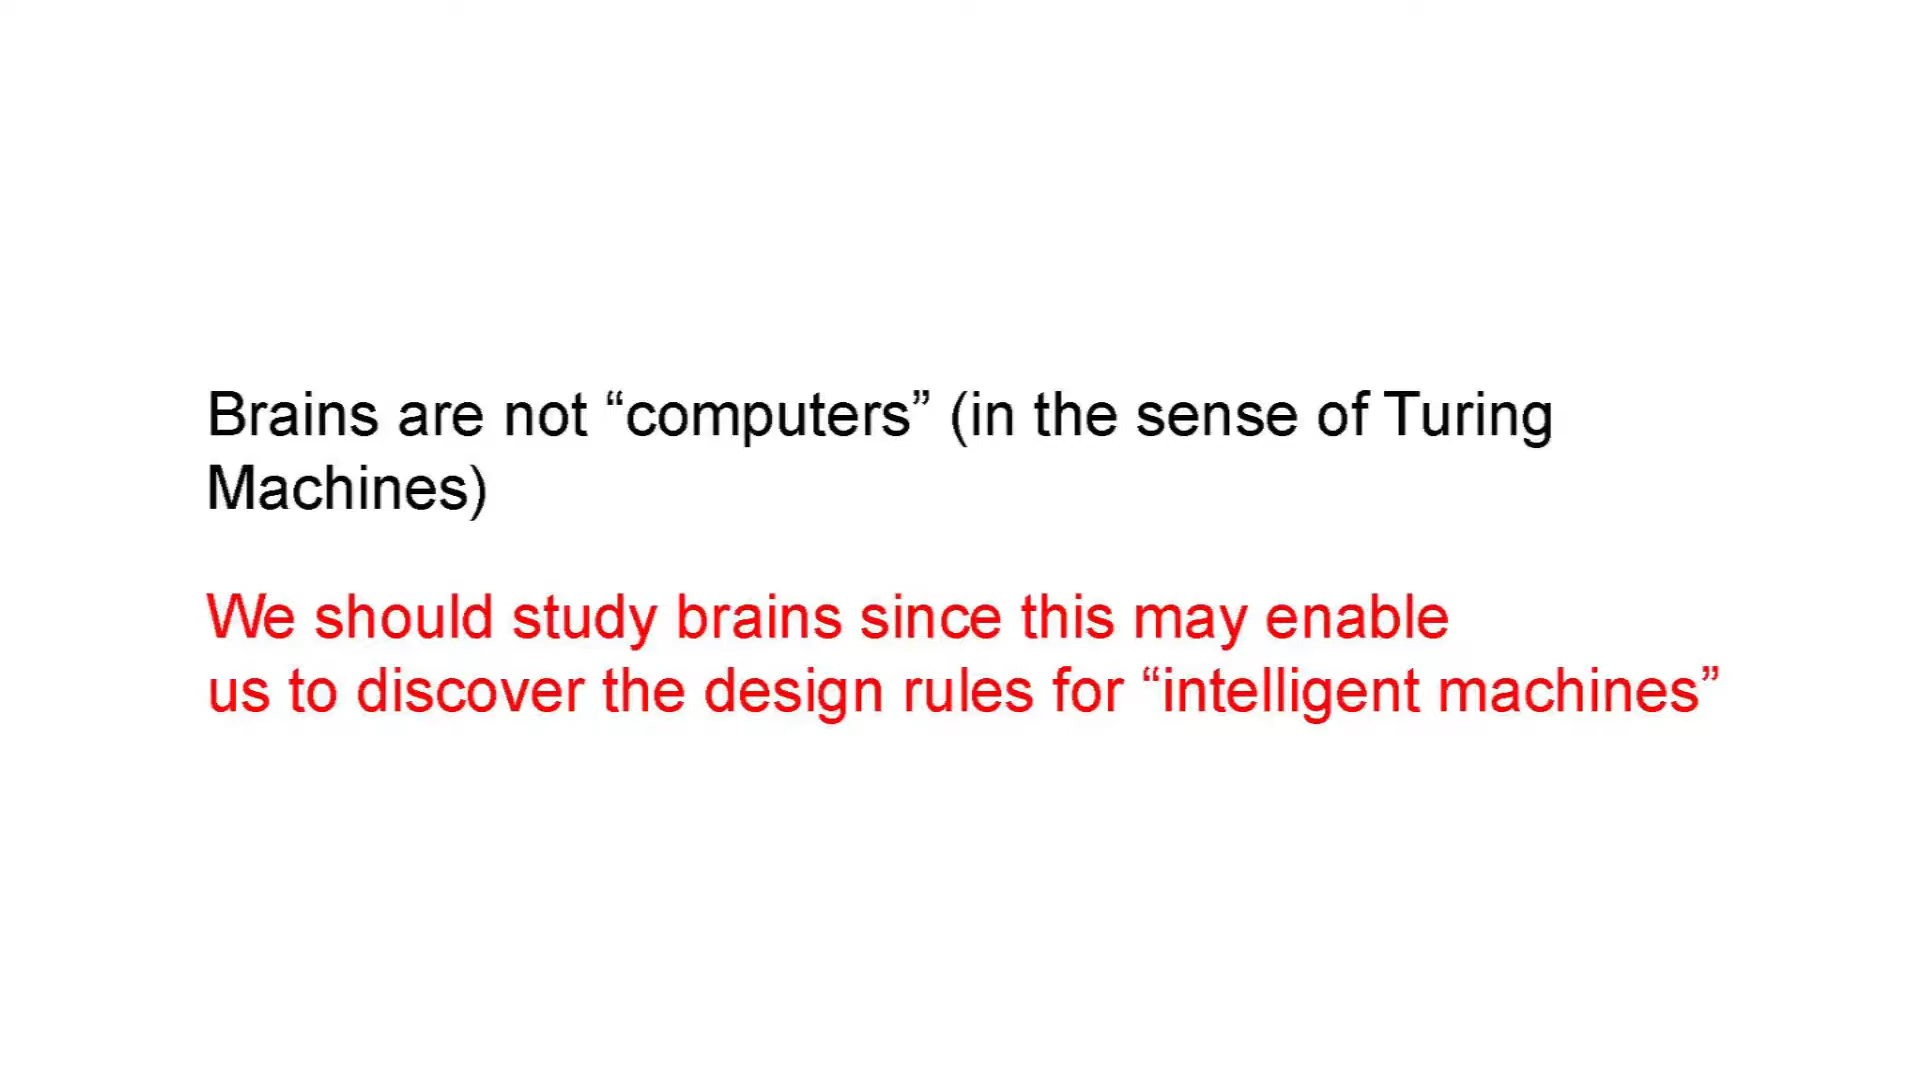 Brains are not “computers” (in the sense of Turing
Machines)
We should study brains since this may enable
us to discover the design rules for “intelligent machines”